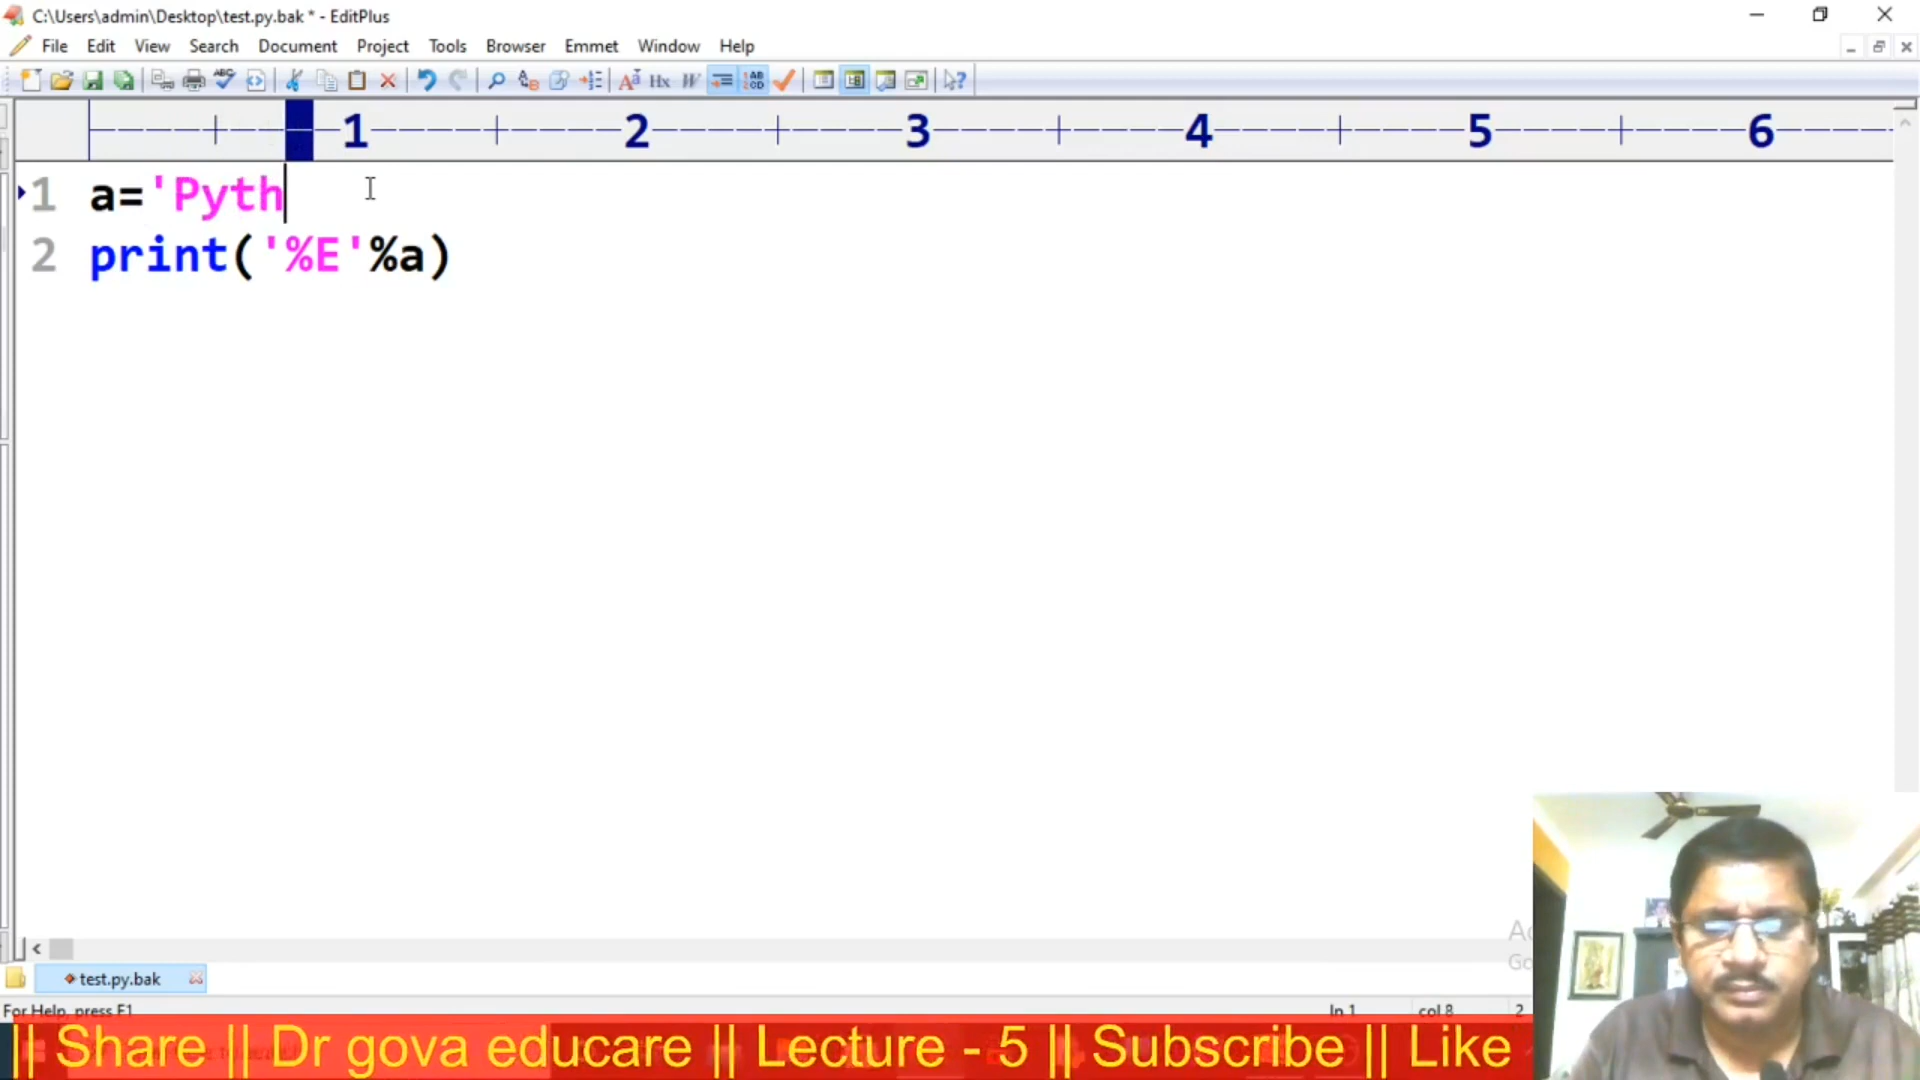 C:\Users\admin\Desktop\test.py.bak * - EditPlus
File Edit View Search Document Project Tools Browser Emmet Window Help
1 2 3 4 5 6
1 a='Pyth
2 print('%E'%a)
test.py.bak
For Help, press F1 ln 1 col 8 2
|| Share || Dr gova educare || Lecture - 5 || Subscribe || Like